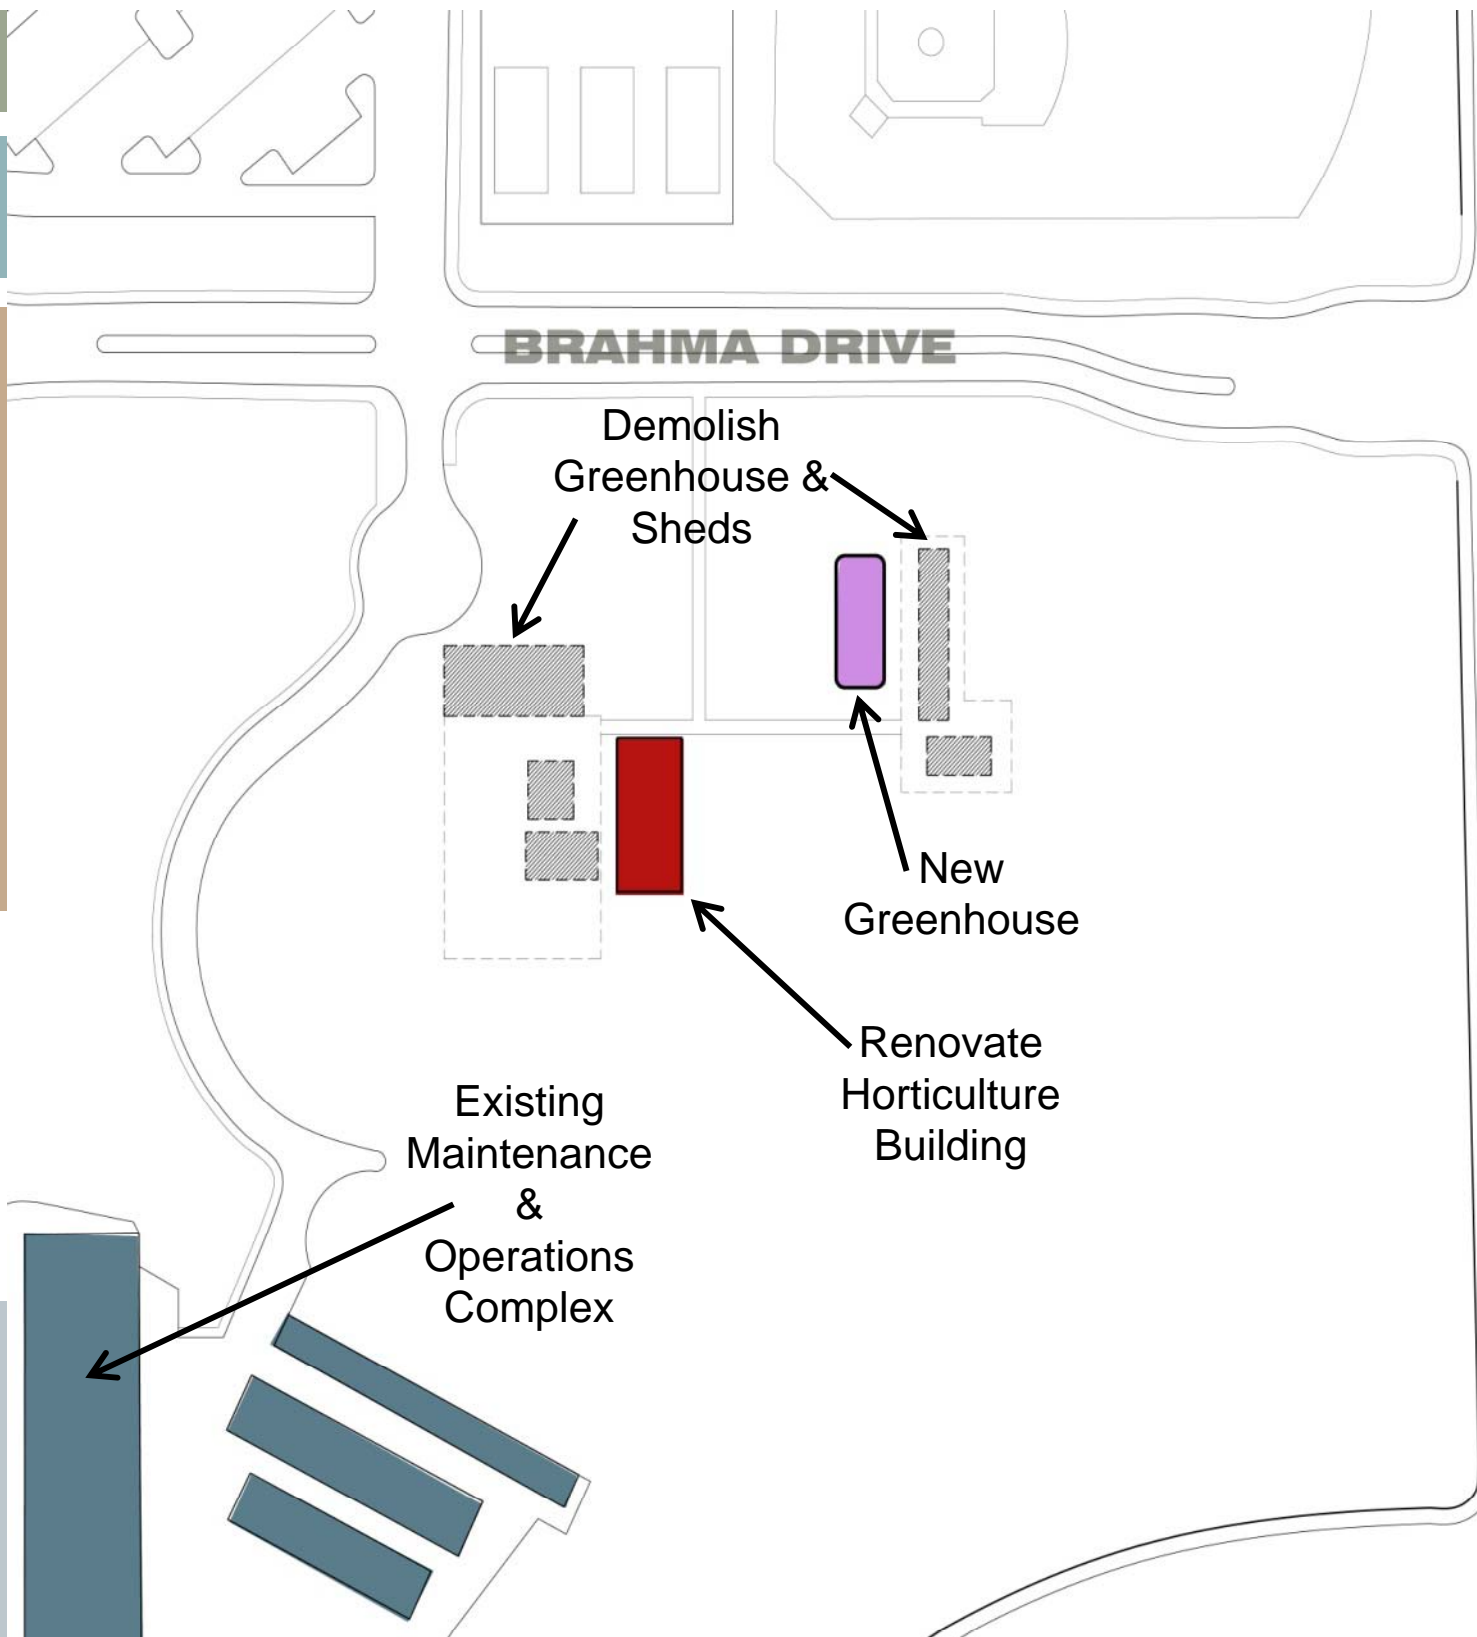 BRAHMA DRIVE
Demolish
Greenhouse &
Sheds
New
Greenhouse
Renovate
Horticulture
Building
Existing
Maintenance
&
Operations
Complex